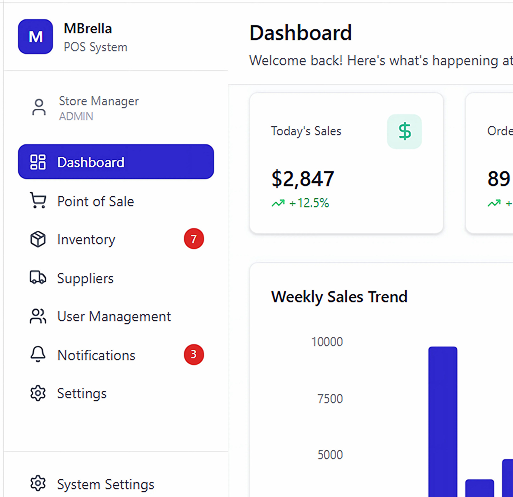 M
MBrella
POS System
Store Manager
ADMIN
Dashboard
Point of Sale
Inventory 7
Suppliers
User Management
Notifications 3
Settings
System Settings
Dashboard
Welcome back! Here's what's happening at
Today's Sales
$
$2,847
+12.5%
Orde
89
+
Weekly Sales Trend
10000
7500
5000